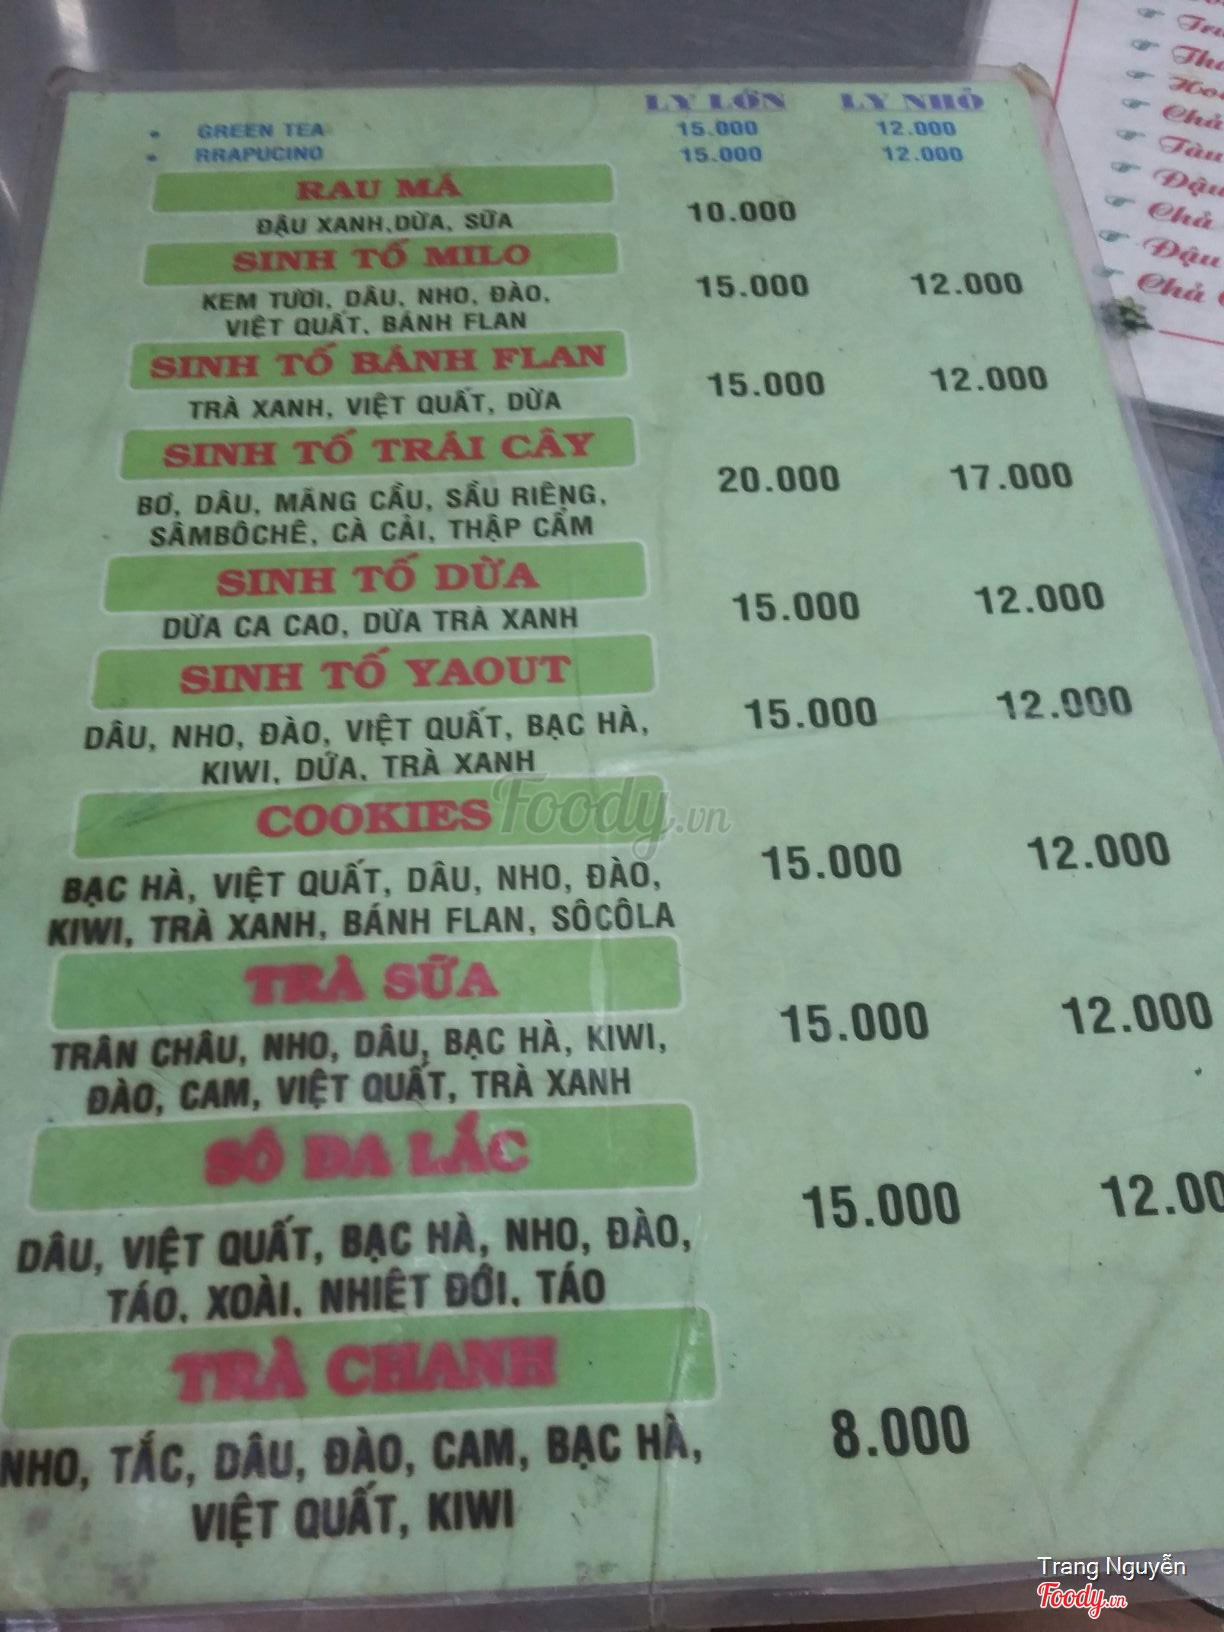 LY LỚN LY NHỎ
• GREEN TEA 15.000 12.000
• RRAPUCINO 15.000 12.000
RAU MÁ
ĐẬU XANH,DỪA, SỮA 10.000
SINH TỐ MILO
KEM TƯƠI, DÂU, NHO, ĐÀO, 15.000 12.000
VIỆT QUẤT, BÁNH FLAN
SINH TỐ BÁNH FLAN
TRÀ XANH, VIỆT QUẤT, DỪA 15.000 12.000
SINH TỐ TRÁI CÂY
BƠ, DÂU, MÃNG CẦU, SẦU RIÊNG, 20.000 17.000
SÂMBÔCHÊ, CÀ CẢI, THẬP CẨM
SINH TỐ DỪA
DỪA CA CAO, DỪA TRÀ XANH 15.000 12.000
SINH TỐ YAOUT
DÂU, NHO, ĐÀO, VIỆT QUẤT, BẠC HÀ, 15.000 12.000
KIWI, DỨA, TRÀ XANH
COOKIES
Foody.vn
BẠC HÀ, VIỆT QUẤT, DÂU, NHO, ĐÀO, 15.000 12.000
KIWI, TRÀ XANH, BÁNH FLAN, SÔCÔLA
TRÀ SỮA
TRÂN CHÂU, NHO, DÂU, BẠC HÀ, KIWI, 15.000 12.000
ĐÀO, CAM, VIỆT QUẤT, TRÀ XANH
SÔ ĐA LẮC
DÂU, VIỆT QUẤT, BẠC HÀ, NHO, ĐÀO, 15.000 12.00
TÁO, XOÀI, NHIỆT ĐỚI, TÁO
TRÀ CHANH
NHO, TẮC, DÂU, ĐÀO, CAM, BẠC HÀ, 8.000
VIỆT QUẤT, KIWI
Chả
Tàu
Đậu
Chả
Đậu
Chả
Trang Nguyễn
Foody.vn